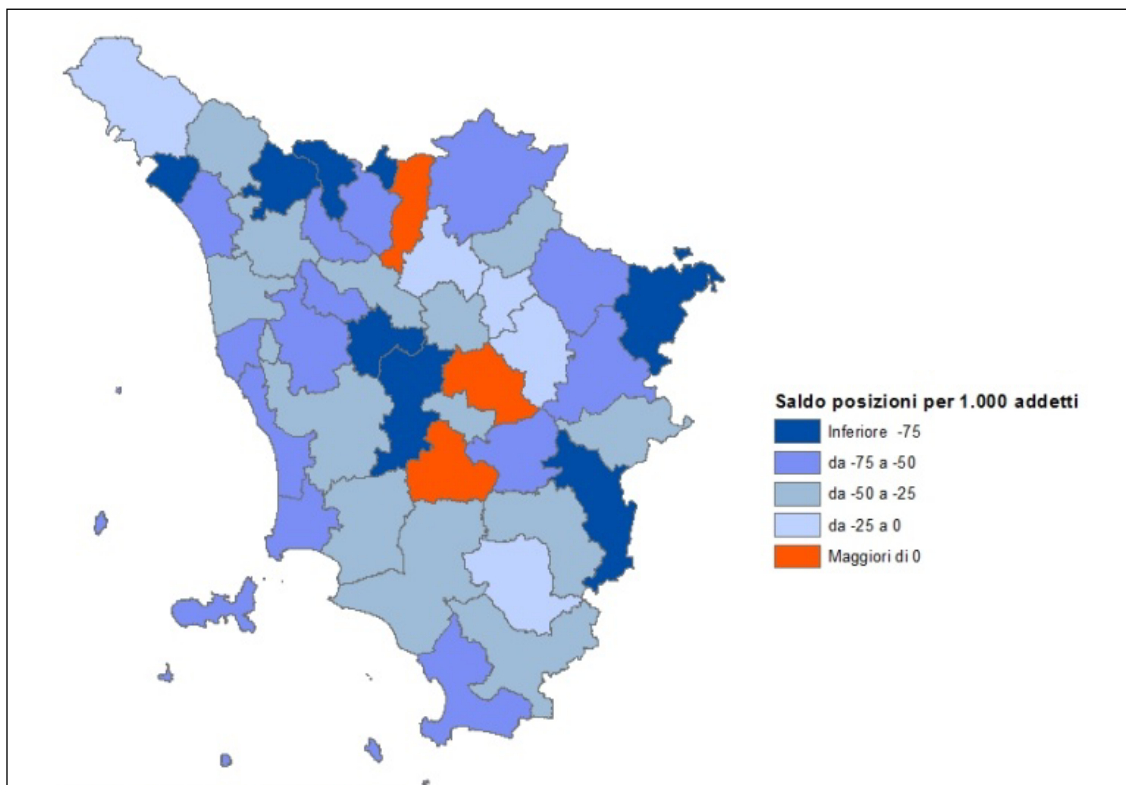 Saldo posizioni per 1.000 addetti
Inferiore -75
da -75 a -50
da -50 a -25
da -25 a 0
Maggiori di 0